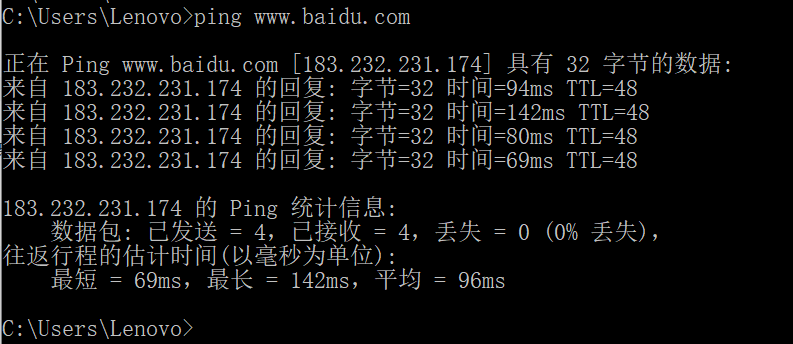 C:\Users\Lenovo>ping www.baidu.com
正在 Ping www.baidu.com [183.232.231.174] 具有 32 字节的数据:
来自 183.232.231.174 的回复: 字节=32 时间=94ms TTL=48
来自 183.232.231.174 的回复: 字节=32 时间=142ms TTL=48
来自 183.232.231.174 的回复: 字节=32 时间=80ms TTL=48
来自 183.232.231.174 的回复: 字节=32 时间=69ms TTL=48
183.232.231.174 的 Ping 统计信息:
数据包: 已发送 = 4，已接收 = 4，丢失 = 0 (0% 丢失)，
往返行程的估计时间(以毫秒为单位):
最短 = 69ms，最长 = 142ms，平均 = 96ms
C:\Users\Lenovo>